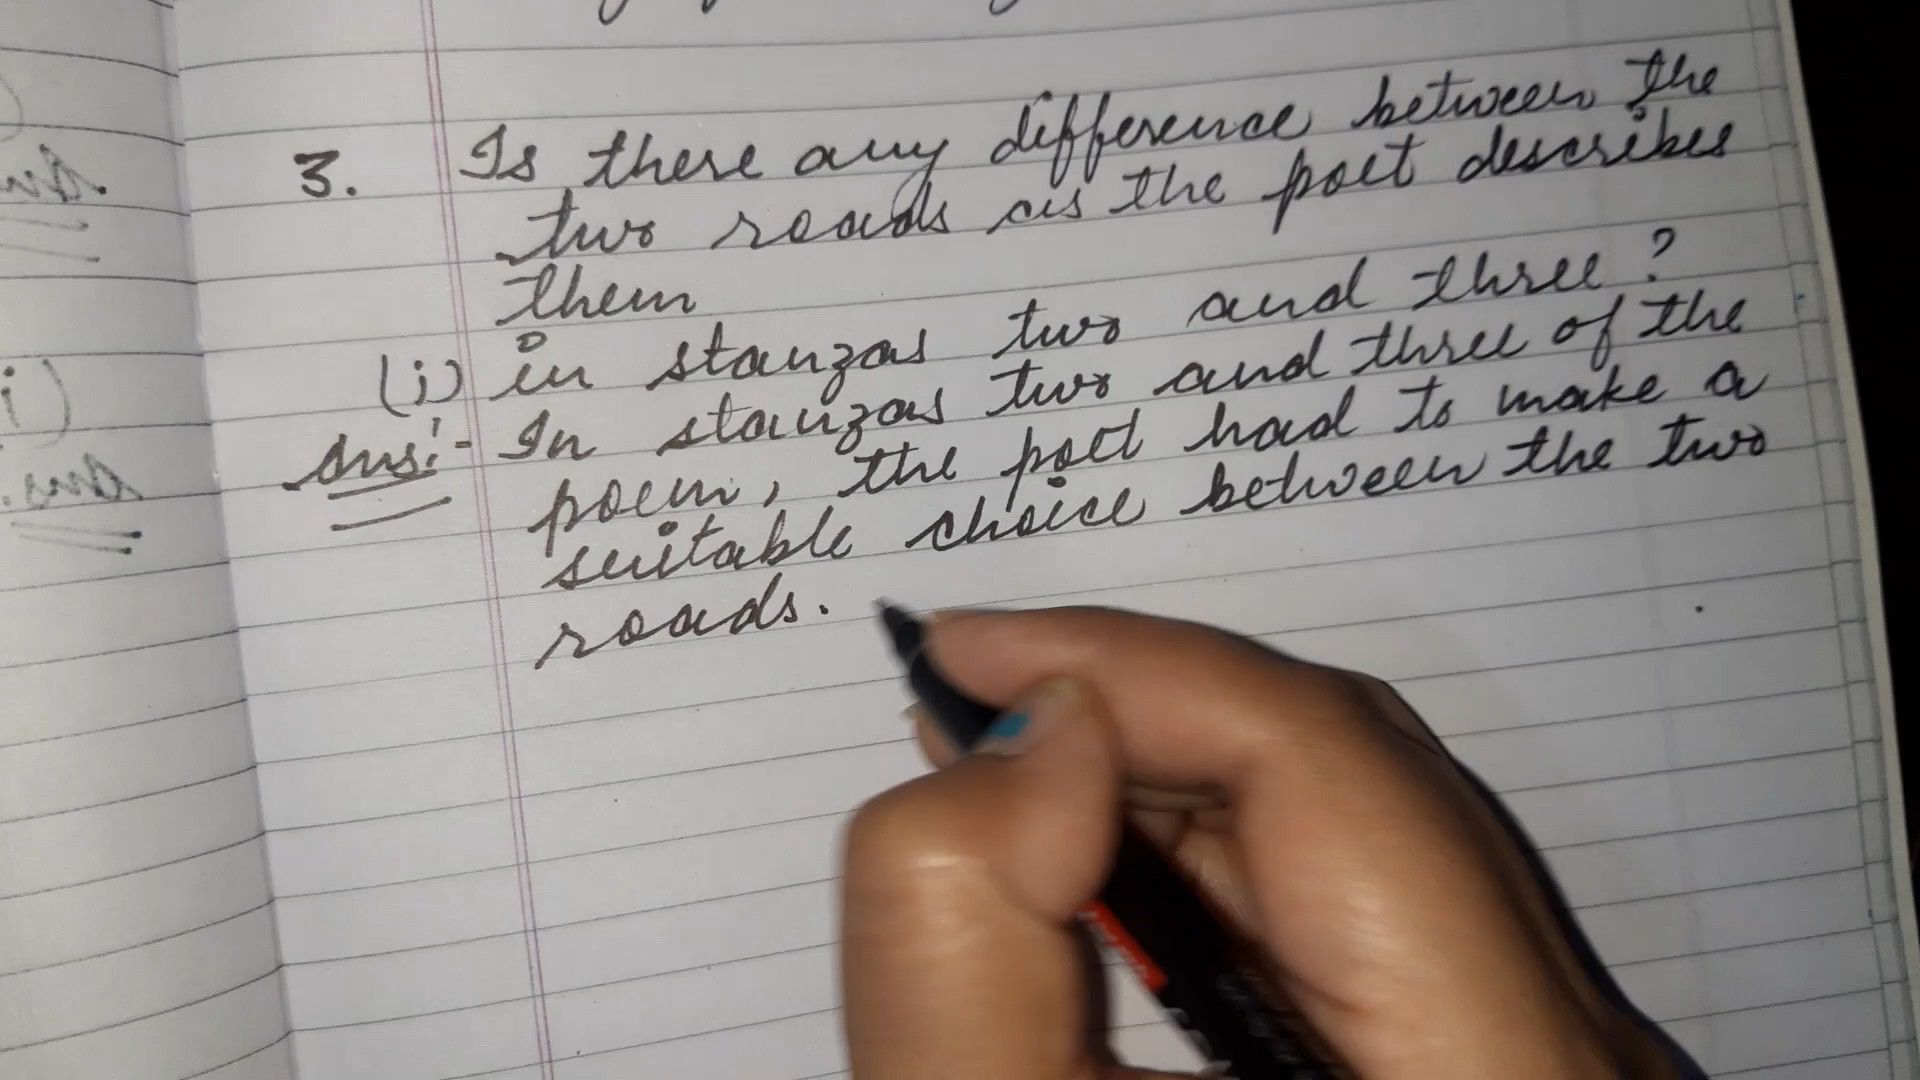 3. Is there any difference between the
two roads as the poet describes
them
(i) in stanzas two and three?
Ans:- In stanzas two and three of the
poem, the poet had to make a
suitable choice between the two
roads.
Ans.
(i)
Ans.